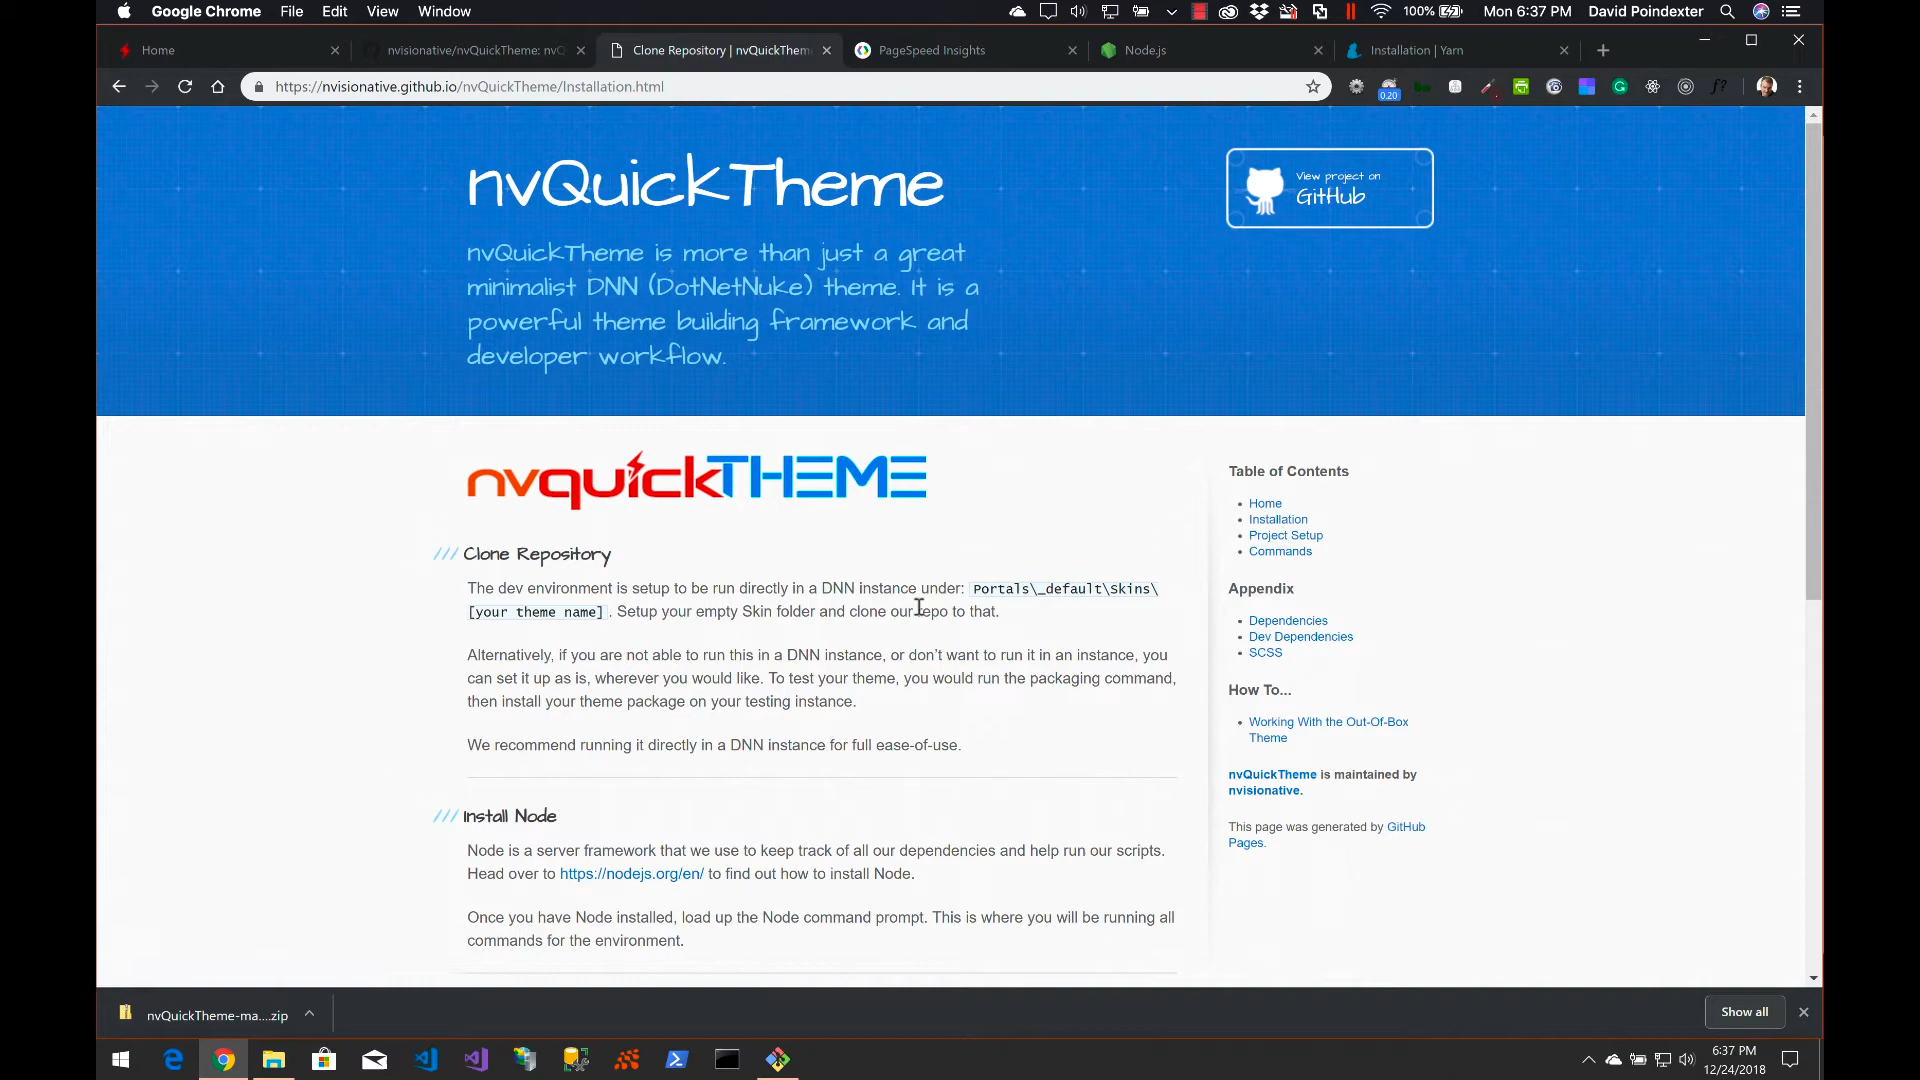 Google Chrome File Edit View Window
100% Mon 6:37 PM David Poindexter
Home
nvisionative/nvQuickTheme: nvQ
Clone Repository | nvQuickThem
PageSpeed Insights
Node.js
Installation | Yarn
https://nvisionative.github.io/nvQuickTheme/Installation.html
0.20
f?
nvQuickTheme
View project on
GitHub
nvQuickTheme is more than just a great
minimalist DNN (DotNetNuke) theme. It is a
powerful theme building framework and
developer workflow.
nvquickTHEME
/// Clone Repository
The dev environment is setup to be run directly in a DNN instance under: Portals\_default\Skins\
[your theme name] . Setup your empty Skin folder and clone our repo to that.
Alternatively, if you are not able to run this in a DNN instance, or don't want to run it in an instance, you
can set it up as is, wherever you would like. To test your theme, you would run the packaging command,
then install your theme package on your testing instance.
We recommend running it directly in a DNN instance for full ease-of-use.
/// Install Node
Node is a server framework that we use to keep track of all our dependencies and help run our scripts.
Head over to https://nodejs.org/en/ to find out how to install Node.
Once you have Node installed, load up the Node command prompt. This is where you will be running all
commands for the environment.
Table of Contents
Home
Installation
Project Setup
Commands
Appendix
Dependencies
Dev Dependencies
SCSS
How To...
Working With the Out-Of-Box
Theme
nvQuickTheme is maintained by
nvisionative.
This page was generated by GitHub
Pages.
nvQuickTheme-ma....zip
Show all
6:37 PM
12/24/2018